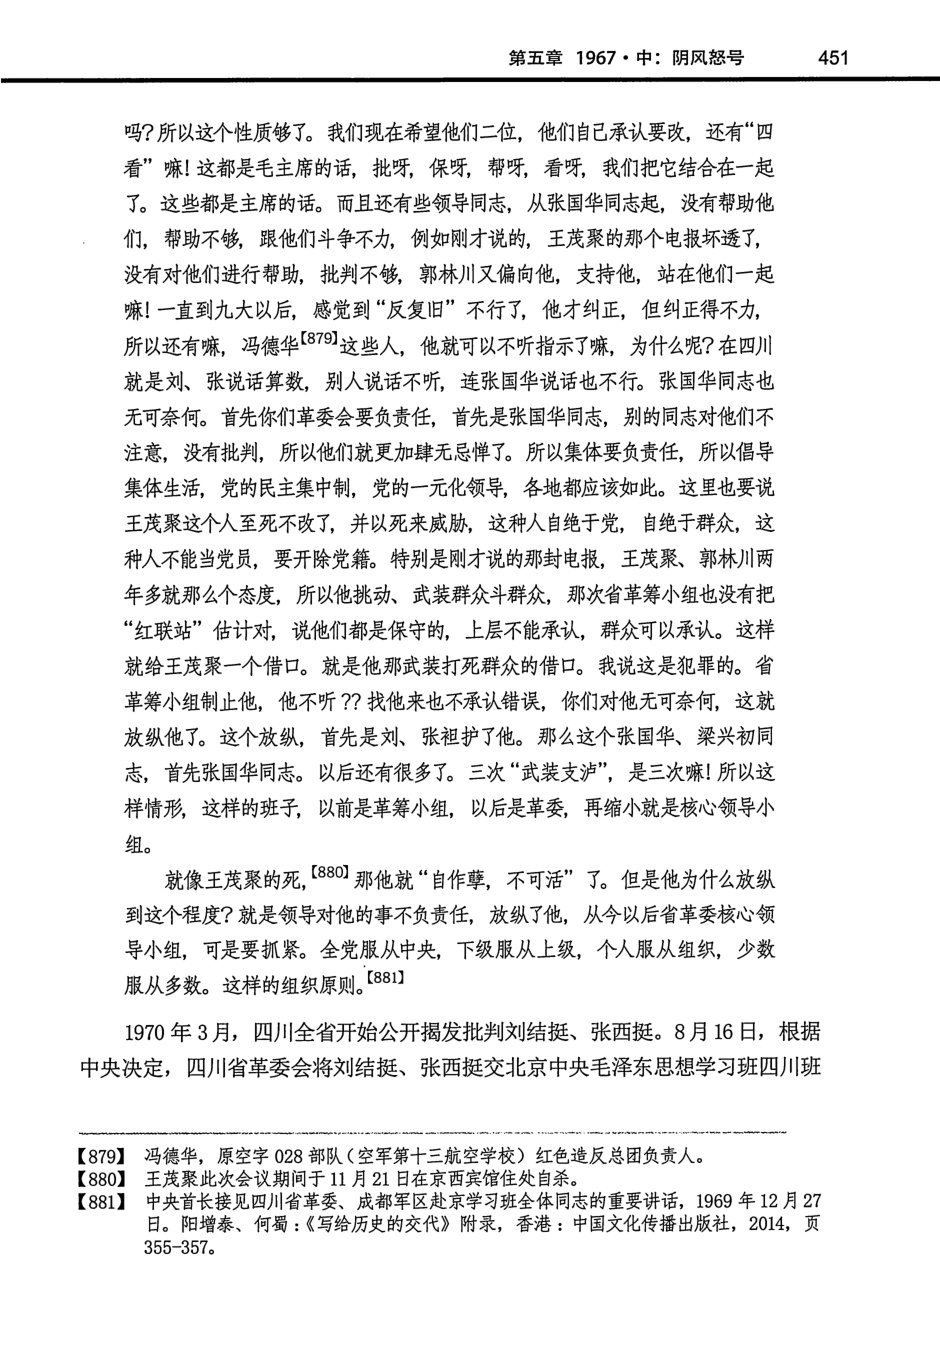 第五章 1967·中：阴风怒号 451
吗？所以这个性质够了。我们现在希望他们二位，他们自己承认要改，还有“四
看”嘛！这都是毛主席的话，批呀，保呀，帮呀，看呀，我们把它结合在一起
了。这些都是主席的话。而且还有些领导同志，从张国华同志起，没有帮助他
们，帮助不够，跟他们斗争不力，例如刚才说的，王茂聚的那个电报坏透了，
没有对他们进行帮助，批判不够，郭林川又偏向他，支持他，站在他们一起
嘛！一直到九大以后，感觉到“反复旧”不行了，他才纠正，但纠正得不力，
所以还有嘛，冯德华【879】这些人，他就可以不听指示了嘛，为什么呢？在四川
就是刘、张说话算数，别人说话不听，连张国华说话也不行。张国华同志也
无可奈何。首先你们革委会要负责任，首先是张国华同志，别的同志对他们不
注意，没有批判，所以他们就更加肆无忌惮了。所以集体要负责任，所以倡导
集体生活，党的民主集中制，党的一元化领导，各地都应该如此。这里也要说
王茂聚这个人至死不改了，并以死来威胁，这种人自绝于党，自绝于群众，这
种人不能当党员，要开除党籍。特别是刚才说的那封电报，王茂聚、郭林川两
年多就那么个态度，所以他挑动、武装群众斗群众，那次省革筹小组也没有把
“红联站”估计对，说他们都是保守的，上层不能承认，群众可以承认。这样
就给王茂聚一个借口。就是他那武装打死群众的借口。我说这是犯罪的。省
革筹小组制止他，他不听？？找他来也不承认错误，你们对他无可奈何，这就
放纵他了。这个放纵，首先是刘、张袒护了他。那么这个张国华、梁兴初同
志，首先张国华同志。以后还有很多了。三次“武装支泸”，是三次嘛！所以这
样情形，这样的班子，以前是革筹小组，以后是革委，再缩小就是核心领导小
组。
就像王茂聚的死，【880】那他就“自作孽，不可活”了。但是他为什么放纵
到这个程度？就是领导对他的事不负责任，放纵了他，从今以后省革委核心领
导小组，可是要抓紧。全党服从中央，下级服从上级，个人服从组织，少数
服从多数。这样的组织原则。【881】
1970 年 3 月，四川全省开始公开揭发批判刘结挺、张西挺。8 月 16 日，根据
中央决定，四川省革委会将刘结挺、张西挺交北京中央毛泽东思想学习班四川班
【879】 冯德华，原空字 028 部队（空军第十三航空学校）红色造反总团负责人。
【880】 王茂聚此次会议期间于 11 月 21 日在京西宾馆住处自杀。
【881】 中央首长接见四川省革委、成都军区赴京学习班全体同志的重要讲话，1969 年 12 月 27
日。阳增泰、何蜀：《写给历史的交代》附录，香港：中国文化传播出版社，2014，页
355-357。